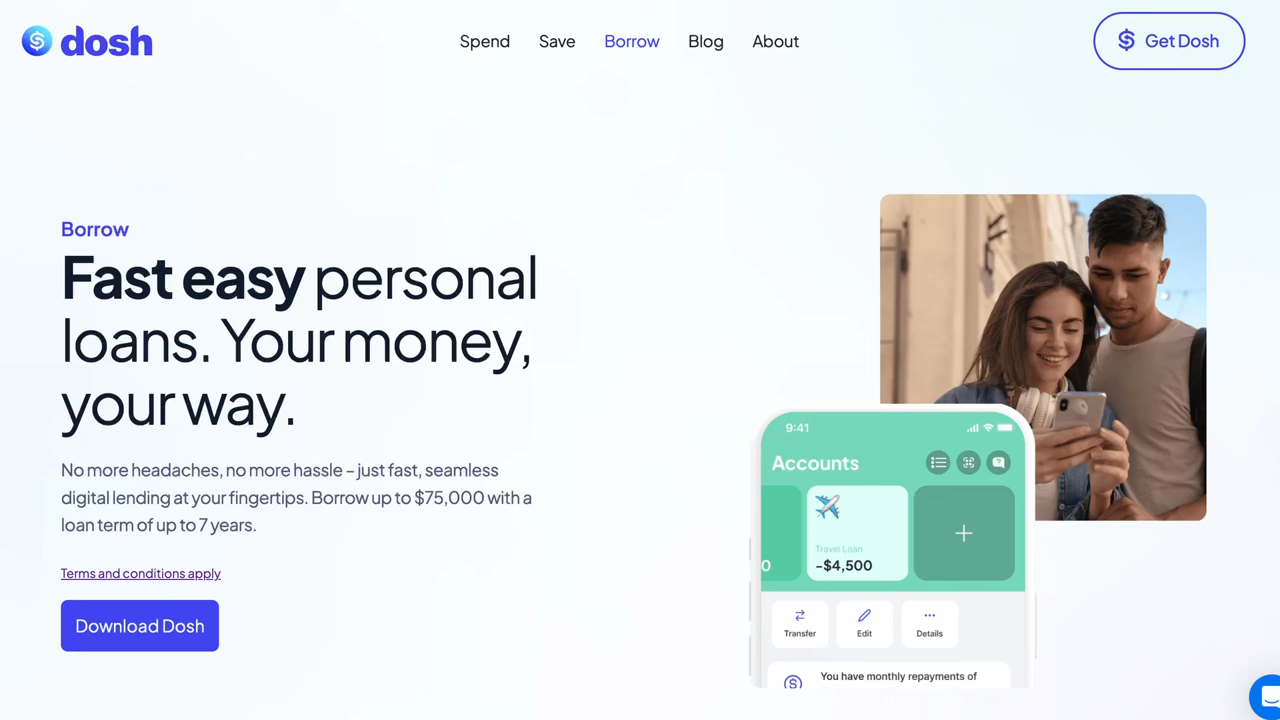 dosh
Spend
Save
Borrow
Blog
About
Get Dosh
Borrow
Fast easy personal
loans. Your money,
your way.
No more headaches, no more hassle – just fast, seamless
digital lending at your fingertips. Borrow up to $75,000 with a
loan term of up to 7 years.
Terms and conditions apply
Download Dosh
9:41
Accounts
Travel Loan
0
-$4,500
Transfer
Edit
Details
You have monthly repayments of